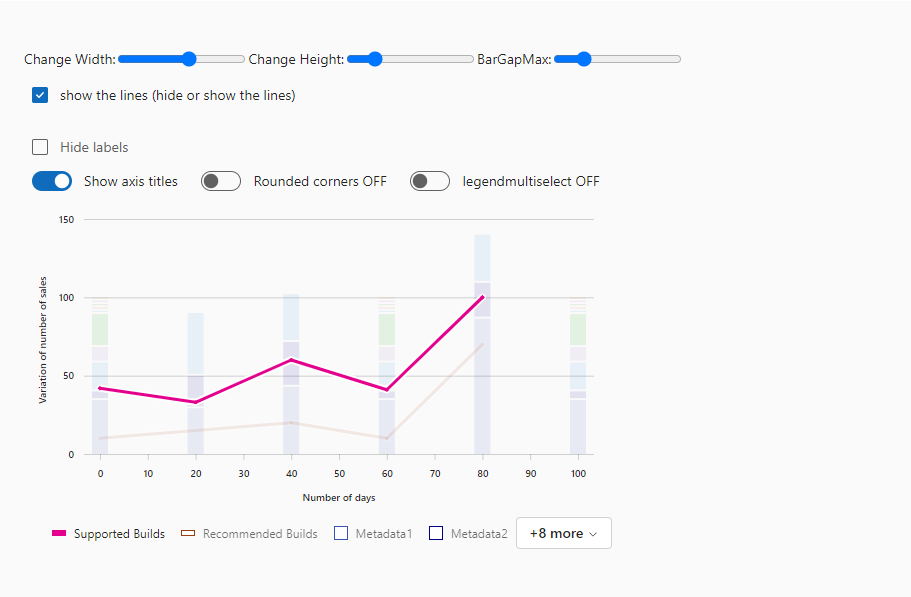 Change Width: Change Height: BarGapMax:
show the lines (hide or show the lines)
Hide labels
Show axis titles Rounded corners OFF legendmultiselect OFF
150
100
50
0
Variation of number of sales
0 10 20 30 40 50 60 70 80 90 100
Number of days
Supported Builds Recommended Builds Metadata1 Metadata2 +8 more